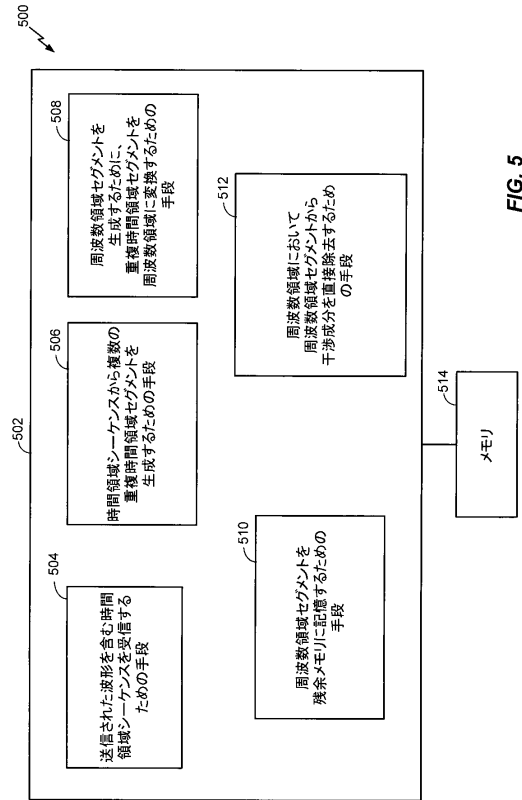 500
502
504
送信された波形を含む時間
領域シーケンスを受信する
ための手段
506
時間領域シーケンスから複数の
重複時間領域セグメントを
生成するための手段
508
周波数領域セグメントを
生成するために、
重複時間領域セグメントを
周波数領域に変換するための
手段
510
周波数領域セグメントを
残余メモリに記憶するための
手段
512
周波数領域において
周波数領域セグメントから
干渉成分を直接除去するため
の手段
514
メモリ
FIG. 5